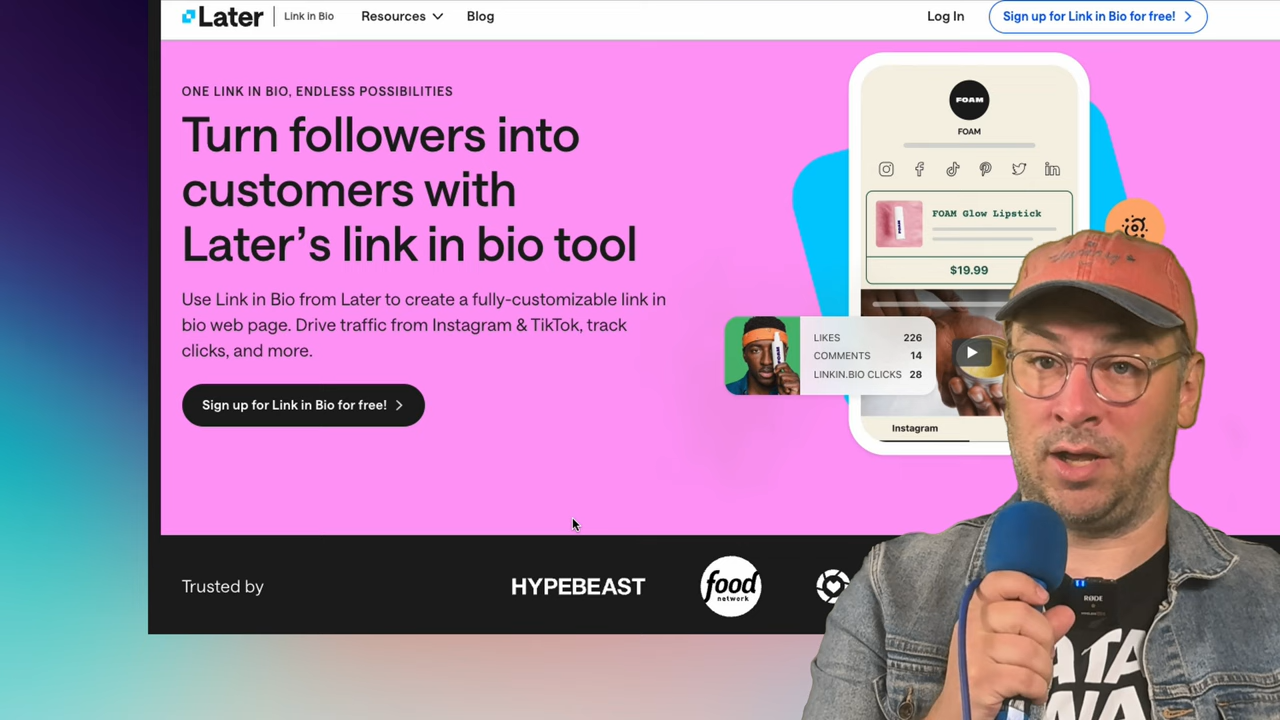 Later
Link in Bio
Resources
Blog
Log In
Sign up for Link in Bio for free!
ONE LINK IN BIO, ENDLESS POSSIBILITIES
Turn followers into
customers with
Later’s link in bio tool
Use Link in Bio from Later to create a fully-customizable link in
bio web page. Drive traffic from Instagram & TikTok, track
clicks, and more.
Sign up for Link in Bio for free!
FOAM
FOAM
FOAM Glow Lipstick
$19.99
LIKES 226
COMMENTS 14
LINKIN.BIO CLICKS 28
Instagram
Trusted by
HYPEBEAST
food
network
RØDE